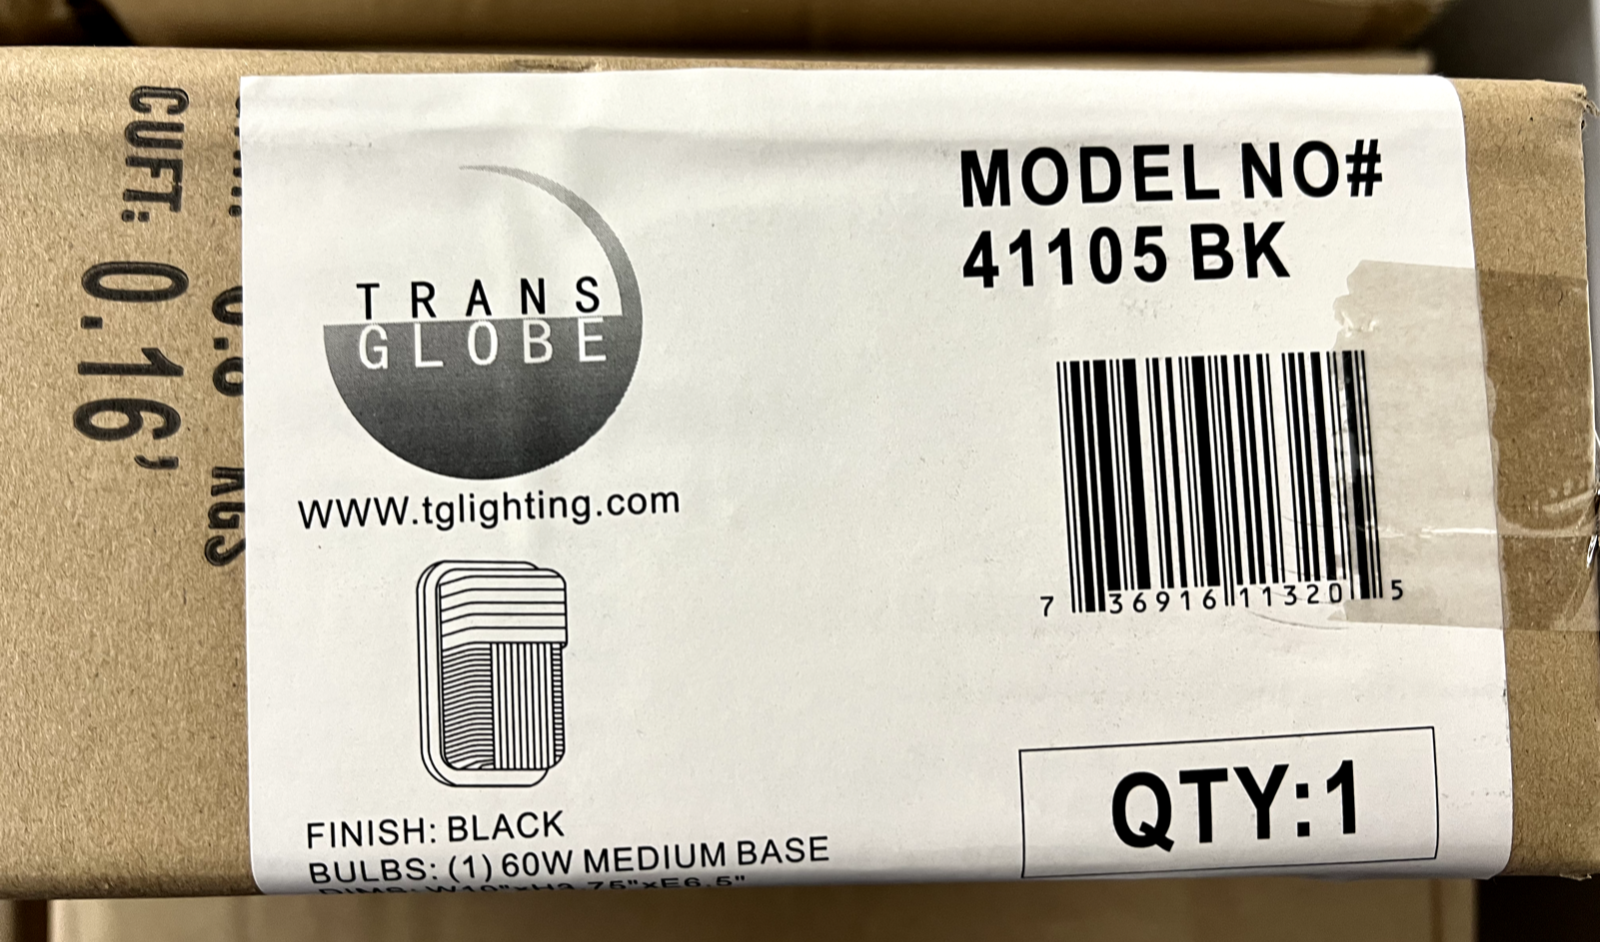 CUFT: 0.16'
KGS
TRANS
GLOBE
WWW.tglighting.com
MODEL NO#
41105 BK
7 36916 11320 5
FINISH: BLACK
BULBS: (1) 60W MEDIUM BASE
QTY:1